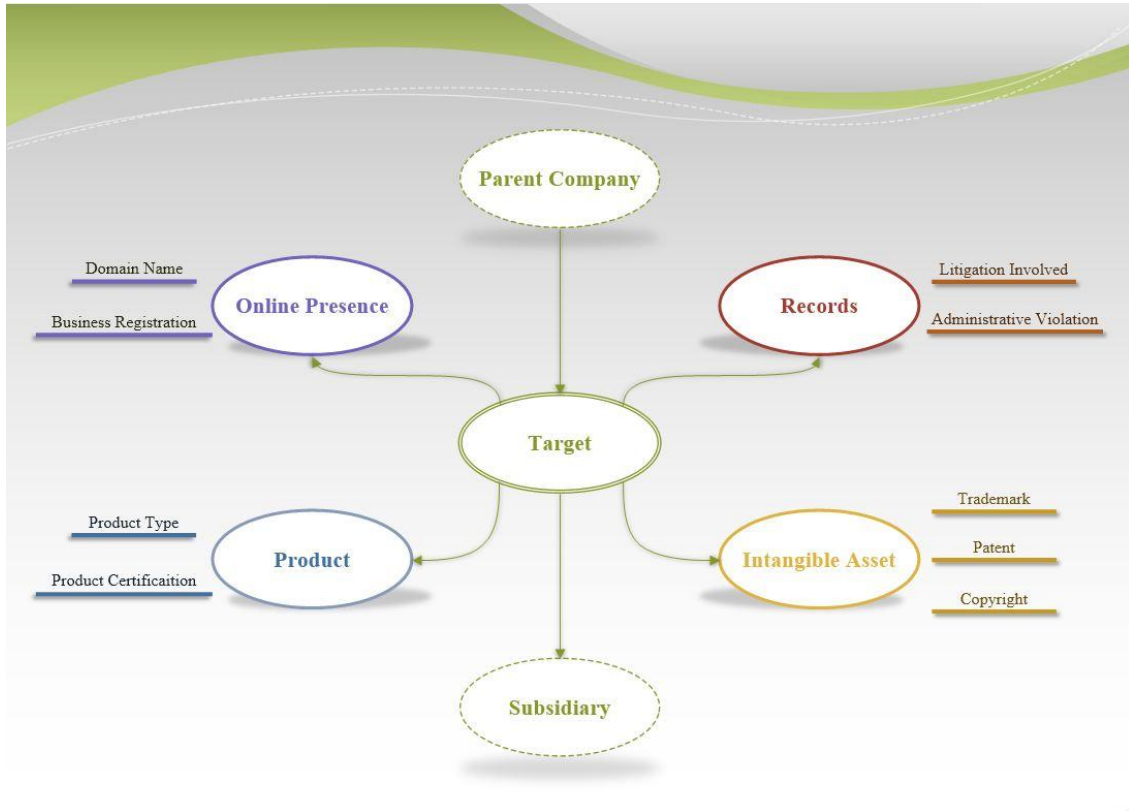 Parent Company
Domain Name
Online Presence
Business Registration
Litigation Involved
Records
Administrative Violation
Target
Product Type
Product
Product Certificaition
Trademark
Intangible Asset
Patent
Copyright
Subsidiary